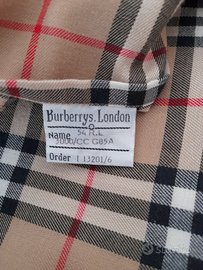 Burberrys. London
54 R.L
Name 3000/CC G85A
Order 1 13201/6